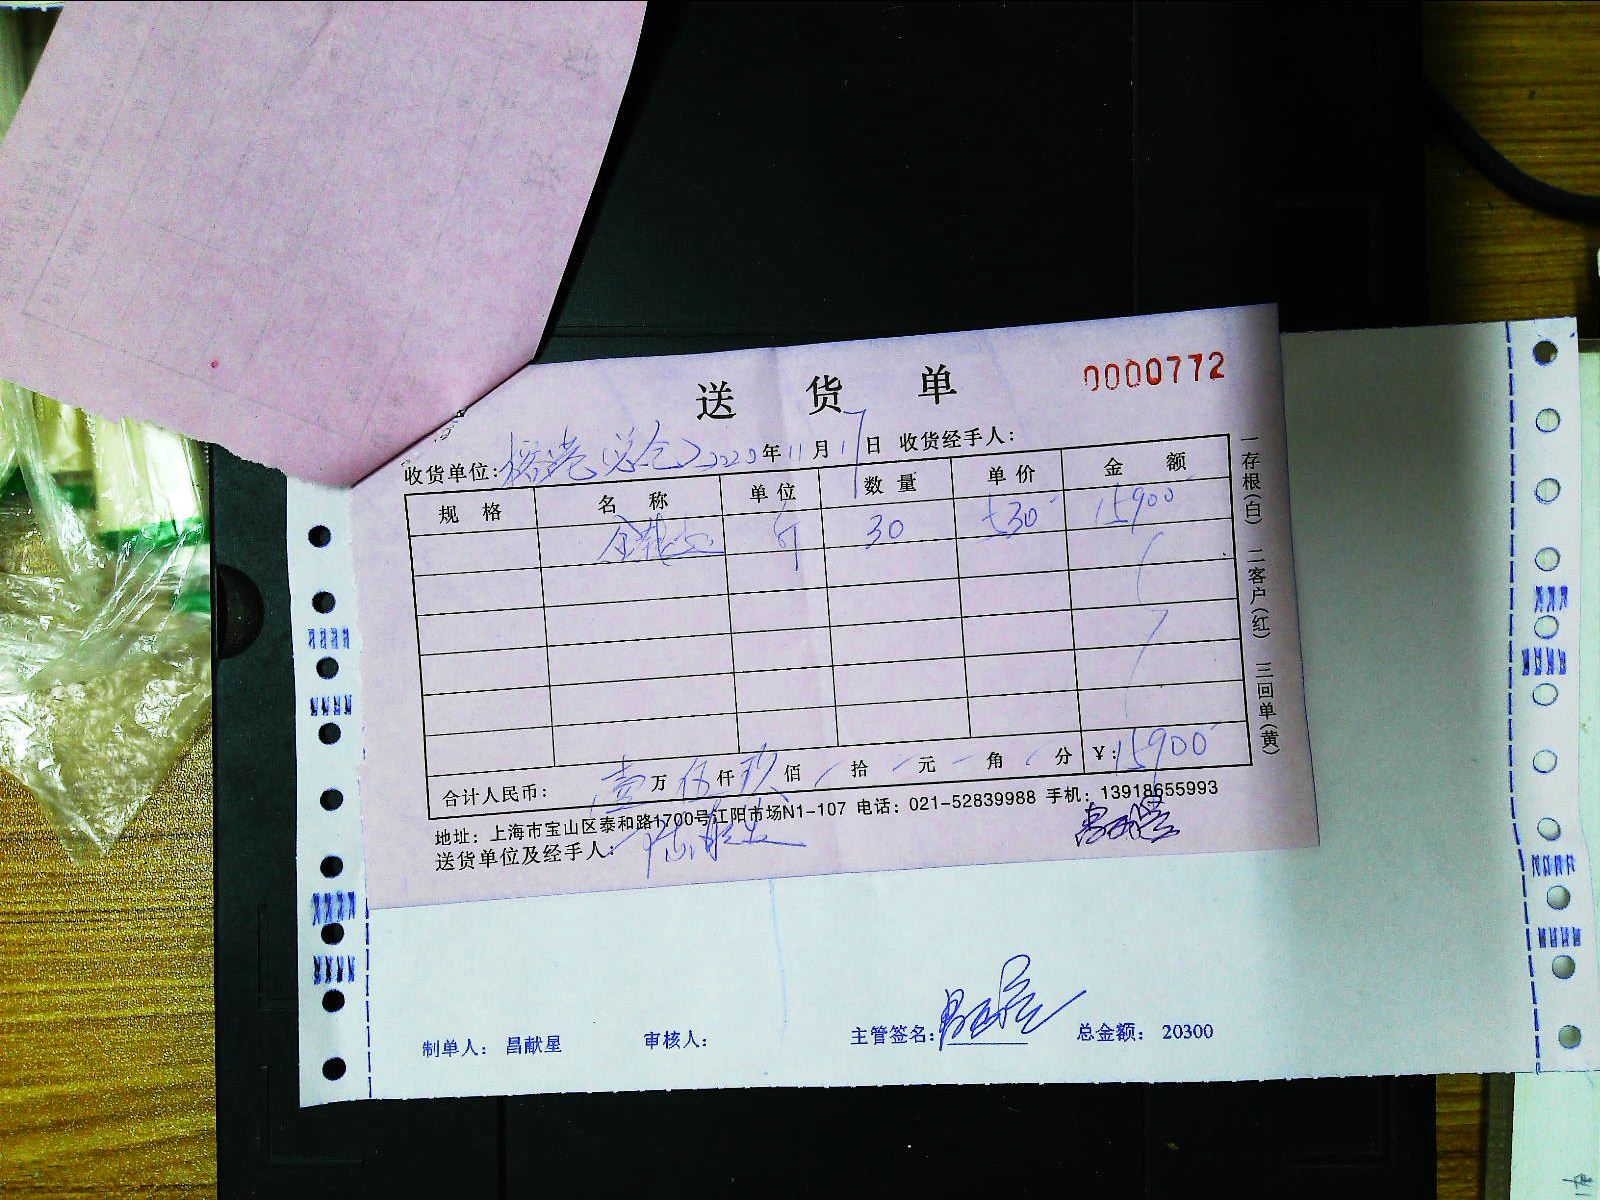 送货单 0000772
收货单位: 2020年11月17日 收货经手人:
规格 名称 单位 数量 单价 金额
30 530 15900
合计人民币: 壹万伍仟玖佰 拾 元 角 分 ¥:15900
地址: 上海市宝山区泰和路1700号江阳市场N1-107 电话: 021-52839988 手机: 13918655993
送货单位及经手人:
一存根(白) 二客户(红) 三回单(黄)
制单人: 昌献星 审核人: 主管签名: 总金额: 20300